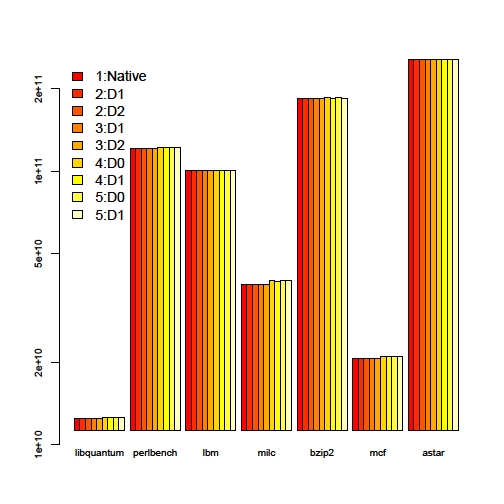 1:Native
2:D1
2:D2
3:D1
3:D2
4:D0
4:D1
5:D0
5:D1
2e+11
1e+11
5e+10
2e+10
1e+10
libquantum perlbench lbm milc bzip2 mcf astar